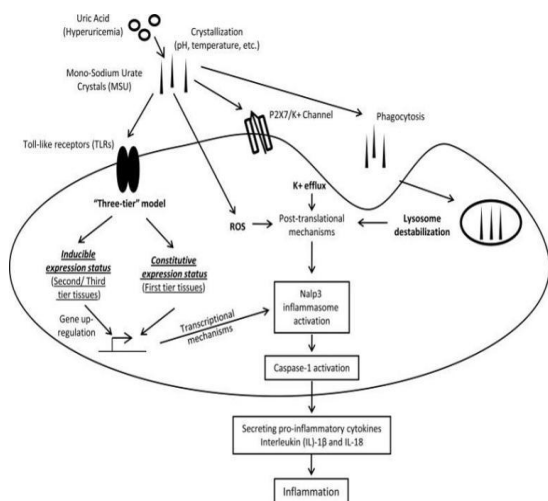 Uric Acid
(Hyperuricemia)
Crystallization
(pH, temperature, etc.)
Mono-Sodium Urate
Crystals (MSU)
P2X7/K+ Channel
Phagocytosis
Toll-like receptors (TLRs)
"Three-tier" model
K+ efflux
ROS
Post-translational
mechanisms
Lysosome
destabilization
Inducible
expression status
(Second/ Third
tier tissues)
Constitutive
expression status
(First tier tissues)
Gene up-
regulation
Transcriptional
mechanisms
Nalp3
inflammasome
activation
Caspase-1 activation
Secreting pro-inflammatory cytokines
Interleukin (IL)-1β and IL-18
Inflammation